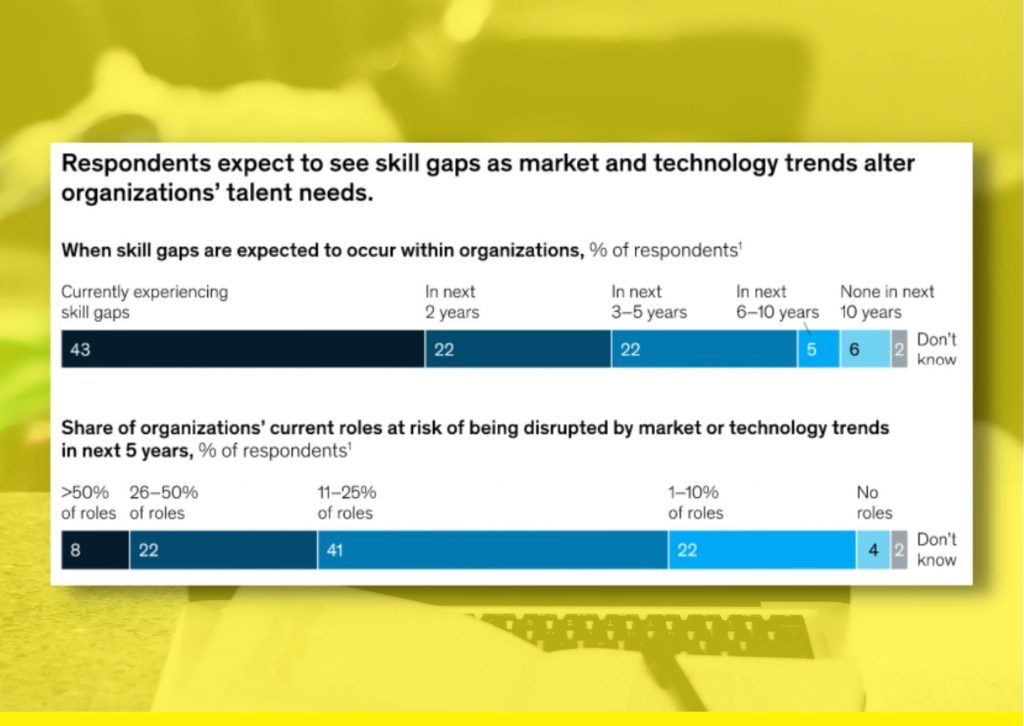 Respondents expect to see skill gaps as market and technology trends alter
organizations’ talent needs.
When skill gaps are expected to occur within organizations, % of respondents¹
Currently experiencing
skill gaps
In next
2 years
In next
3–5 years
In next
6–10 years
None in next
10 years
43
22
22
5
6
2
Don’t
know
Share of organizations’ current roles at risk of being disrupted by market or technology trends
in next 5 years, % of respondents¹
>50%
of roles
26–50%
of roles
11–25%
of roles
1–10%
of roles
No
roles
8
22
41
22
4
2
Don’t
know